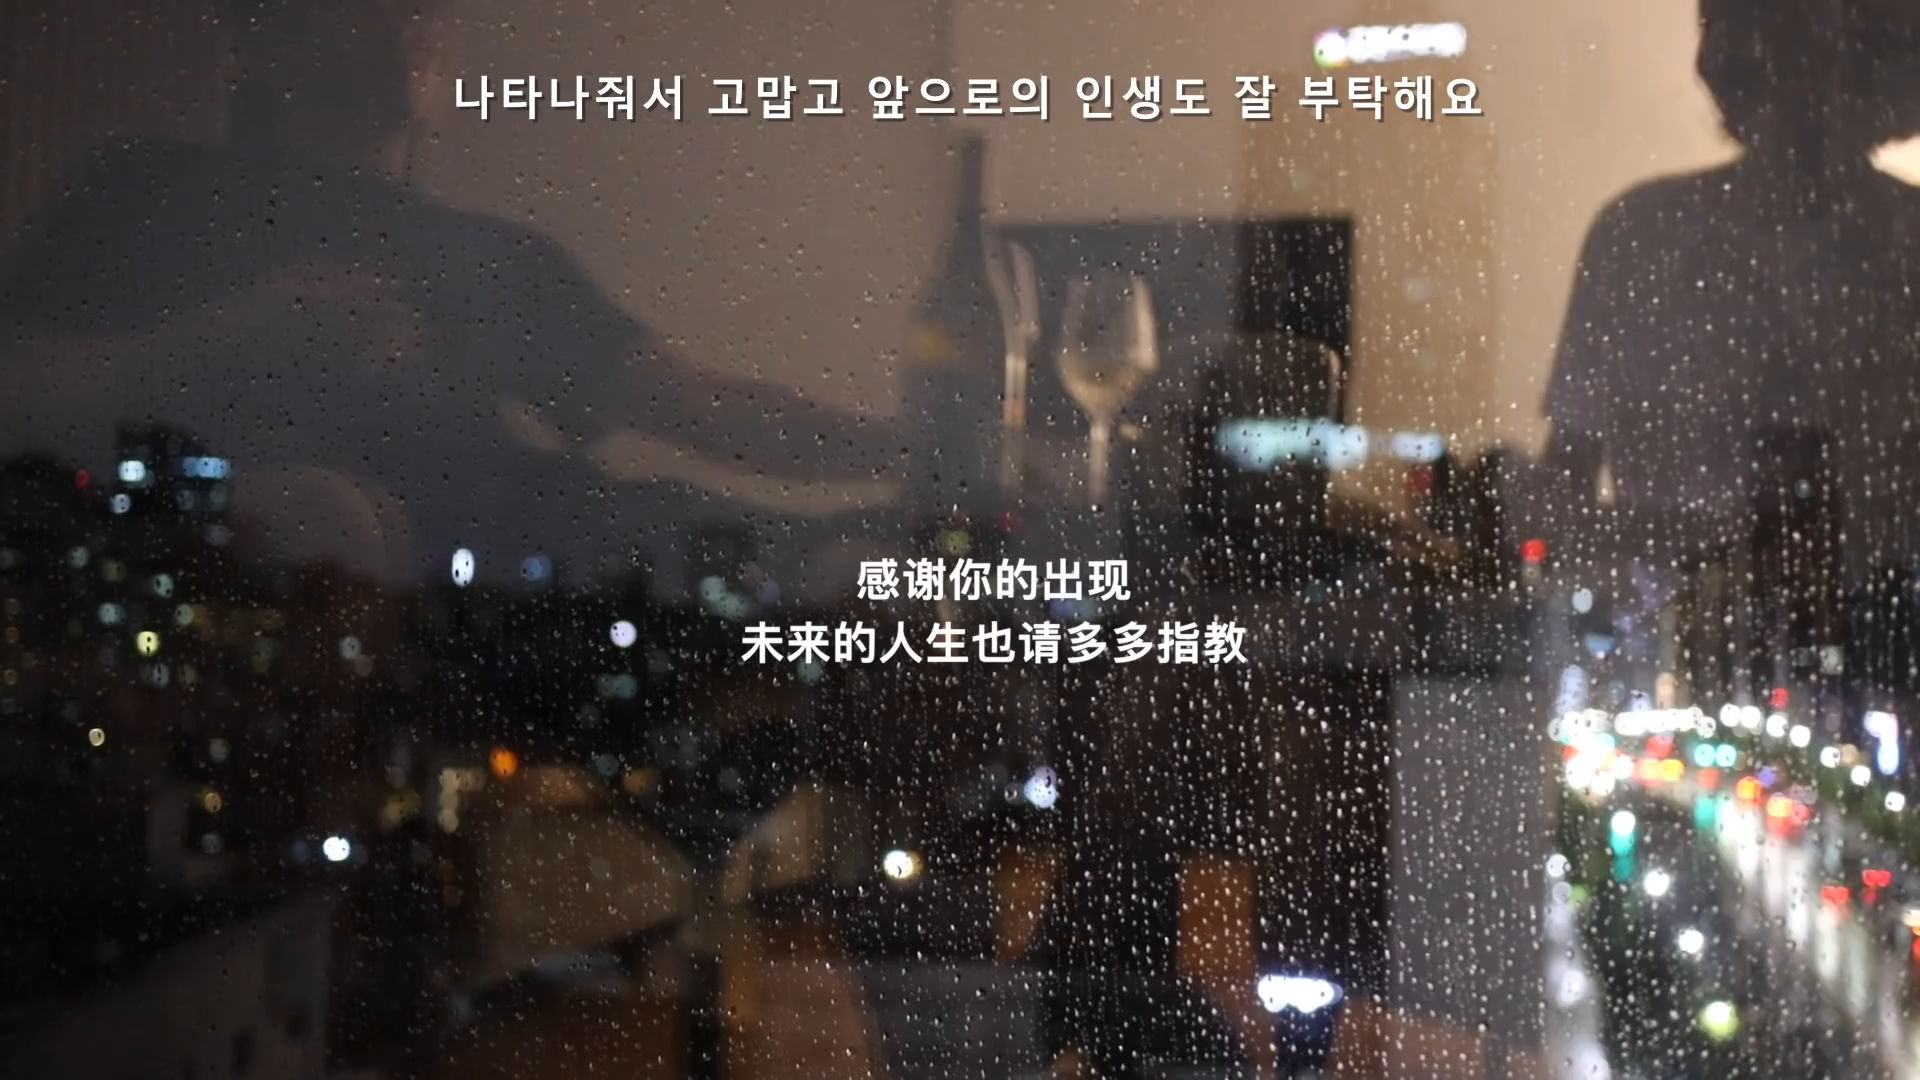 나타나줘서 고맙고 앞으로의 인생도 잘 부탁해요
感谢你的出现
未来的人生也请多多指教